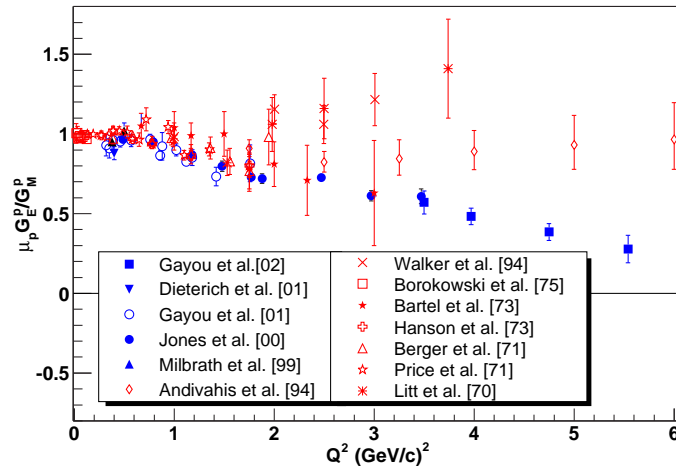 1.5
1
0.5
0
-0.5
μ_p G_E^p/G_M^p
Gayou et al.[02]
Dieterich et al. [01]
Gayou et al. [01]
Jones et al. [00]
Milbrath et al. [99]
Andivahis et al. [94]
Walker et al. [94]
Borokowski et al. [75]
Bartel et al. [73]
Hanson et al. [73]
Berger et al. [71]
Price et al. [71]
Litt et al. [70]
0 1 2 3 4 5 6
Q² (GeV/c)²